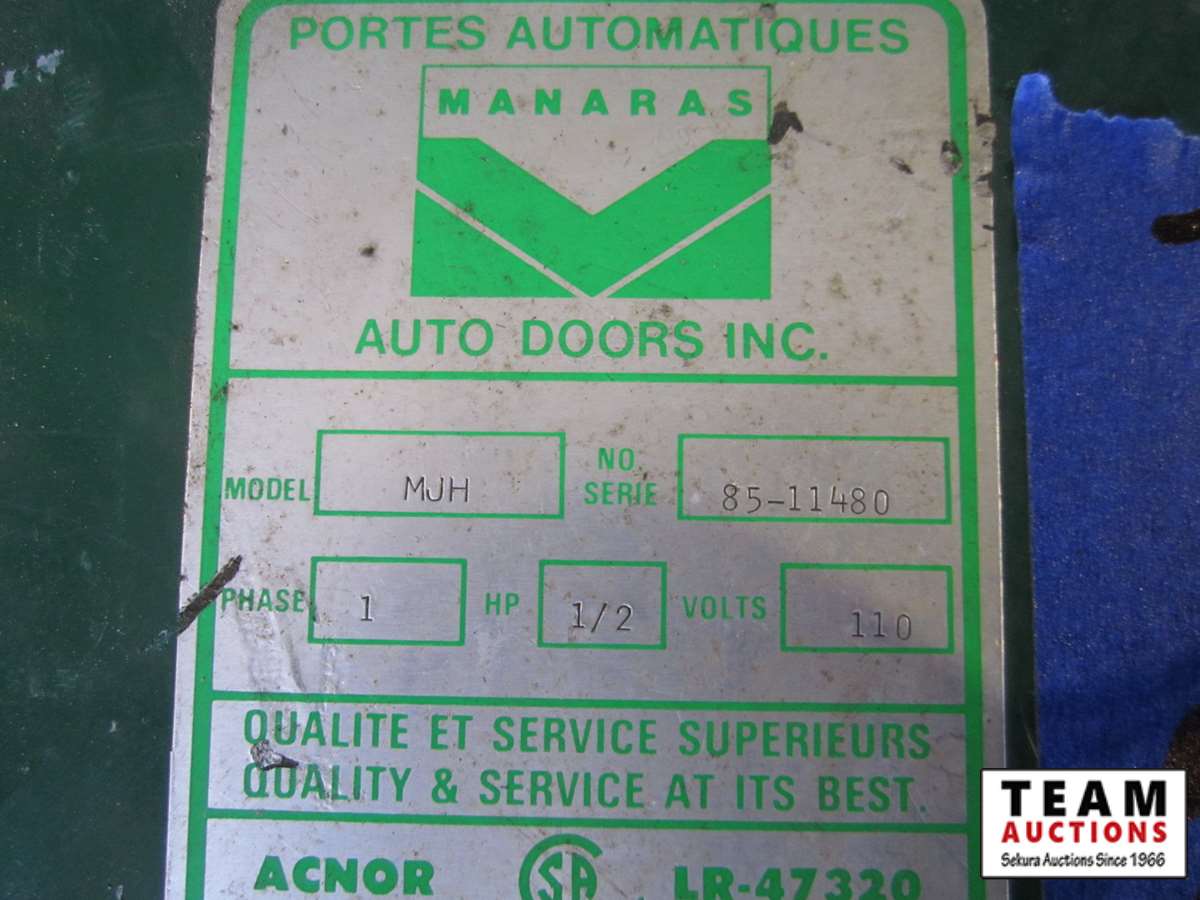 PORTES AUTOMATIQUES
MANARAS
AUTO DOORS INC.
MODEL MJH NO. SERIE 85-11480
PHASE 1 HP 1/2 VOLTS 110
QUALITE ET SERVICE SUPERIEURS
QUALITY & SERVICE AT ITS BEST.
ACNOR SA LR-47320
TEAM
AUCTIONS
Sekura Auctions Since 1966